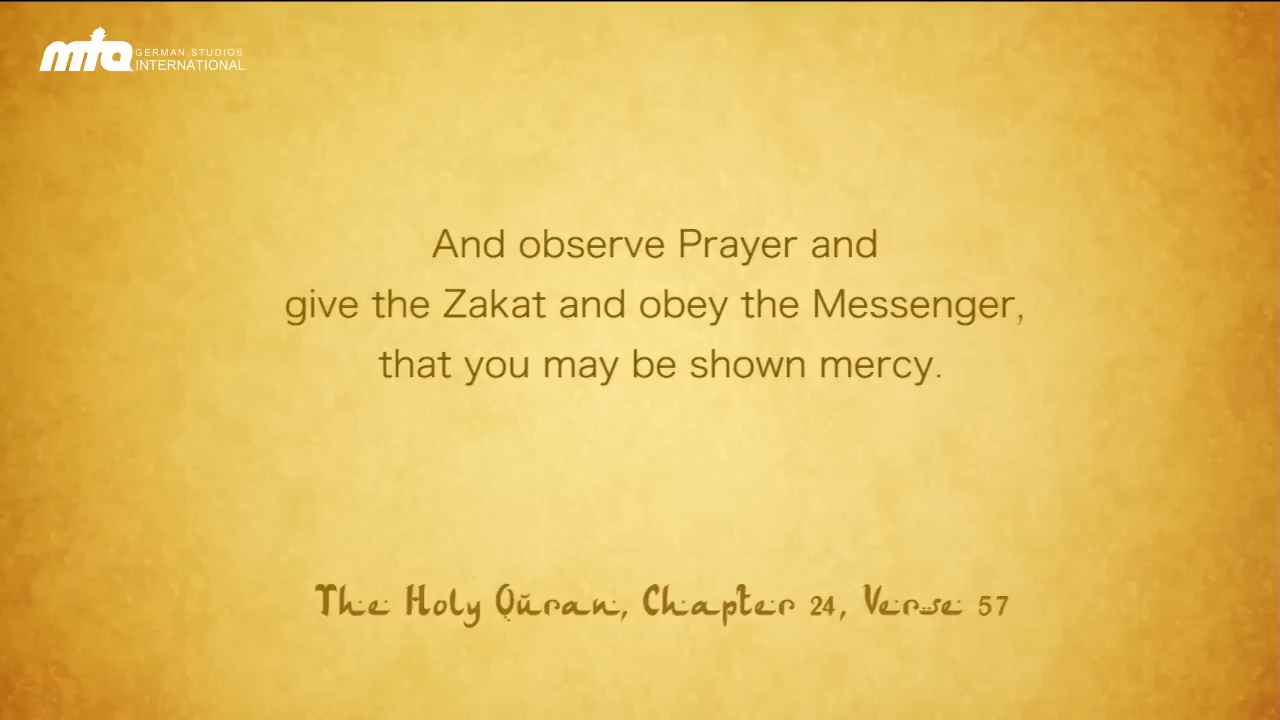 mta GERMAN STUDIOS
INTERNATIONAL
And observe Prayer and
give the Zakat and obey the Messenger,
that you may be shown mercy.
The Holy Quran, Chapter 24, Verse 57